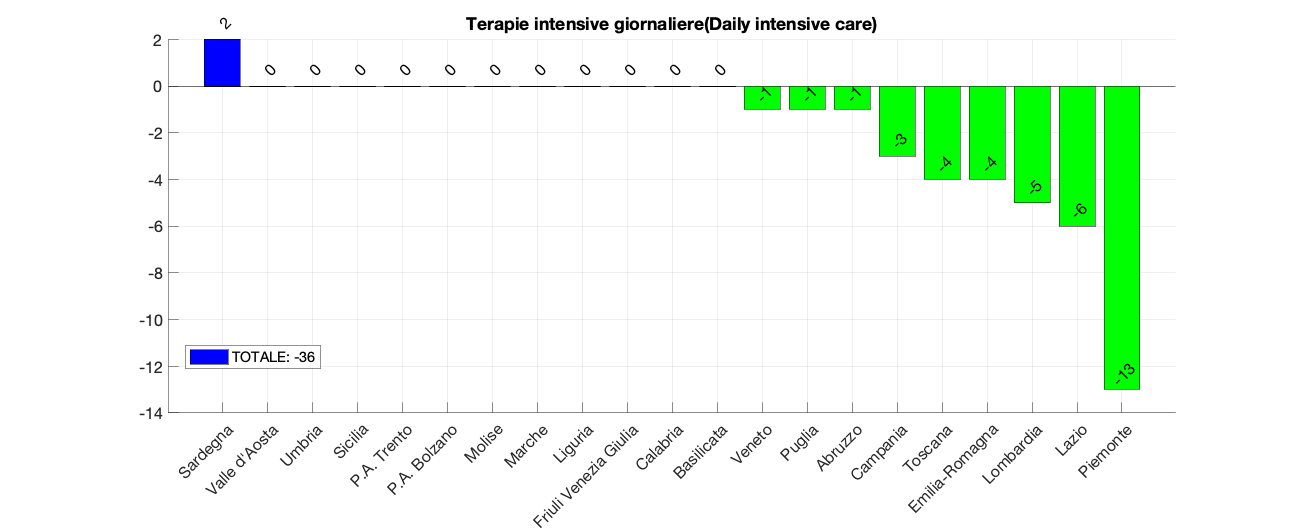 Terapie intensive giornaliere(Daily intensive care)
2
0
0
0
0
0
0
0
0
0
0
0
-1
-1
-1
-3
-4
-4
-5
-6
-13
2
0
-2
-4
-6
-8
-10
-12
-14
TOTALE: -36
Sardegna
Valle d'Aosta
Umbria
Sicilia
P.A. Trento
P.A. Bolzano
Molise
Marche
Liguria
Friuli Venezia Giulia
Calabria
Basilicata
Veneto
Puglia
Abruzzo
Campania
Toscana
Emilia-Romagna
Lombardia
Lazio
Piemonte